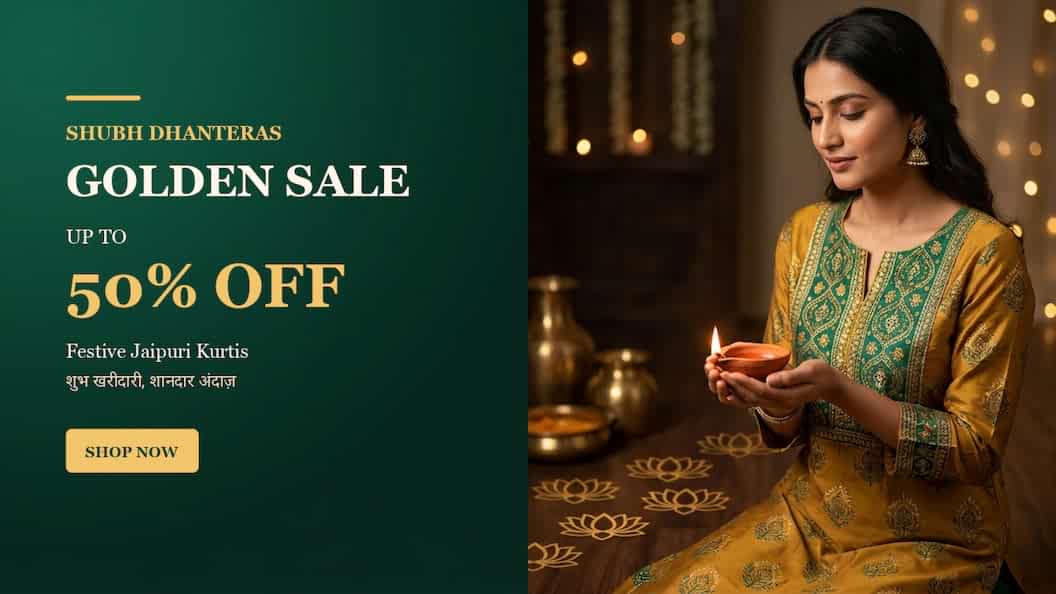 SHUBH DHANTERAS
GOLDEN SALE
UP TO
50% OFF
Festive Jaipuri Kurtis
शुभ खरीदारी, शानदार अंदाज़
SHOP NOW